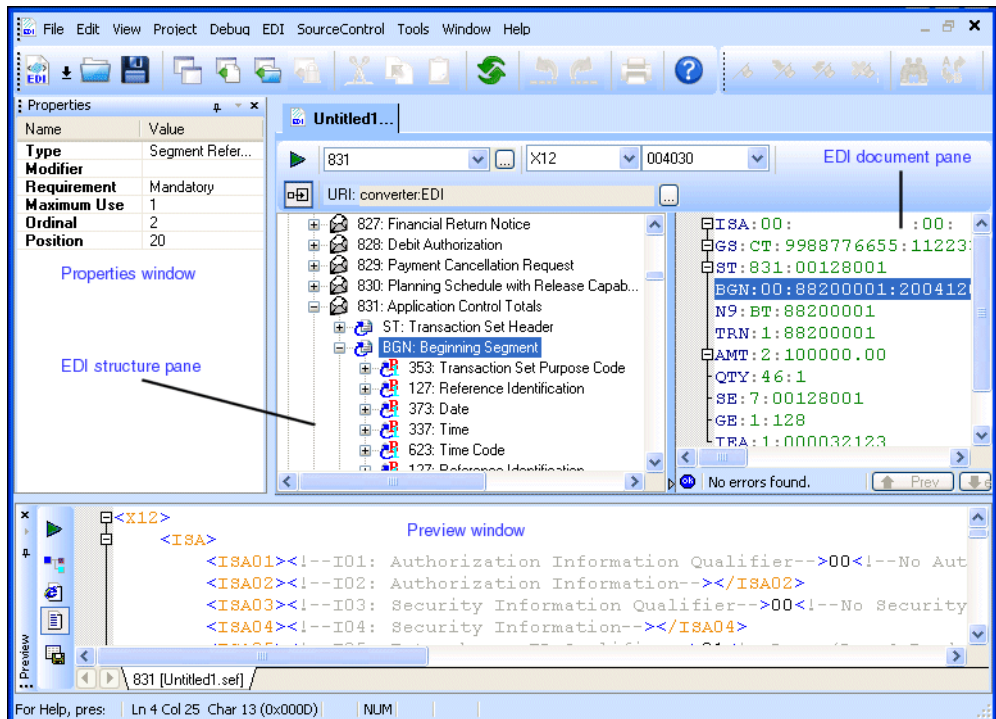 File Edit View Project Debug EDI SourceControl Tools Window Help
EDI
Properties
Name Value
Type Segment Refer...
Modifier
Requirement Mandatory
Maximum Use 1
Ordinal 2
Position 20
Properties window
EDI structure pane
Untitled1...
831 ... X12 004030
EDI document pane
URI: converter:EDI ...
827: Financial Return Notice
828: Debit Authorization
829: Payment Cancellation Request
830: Planning Schedule with Release Capab...
831: Application Control Totals
ST: Transaction Set Header
BGN: Beginning Segment
353: Transaction Set Purpose Code
127: Reference Identification
373: Date
337: Time
623: Time Code
127: Reference Identification
ISA:00: :00:
GS:CT:9988776655:11223
ST:831:00128001
BGN:00:88200001:200412
N9:BT:88200001
TRN:1:88200001
AMT:2:100000.00
QTY:46:1
SE:7:00128001
GE:1:128
IEA:1:000032123
ok No errors found. Prev
Preview window
<X12>
<ISA>
<ISA01><!--I01: Authorization Information Qualifier-->00<!--No Aut
<ISA02><!--I02: Authorization Information--></ISA02>
<ISA03><!--I03: Security Information Qualifier-->00<!--No Security
<ISA04><!--I04: Security Information--></ISA04>
Preview ...
831 [Untitled1.sef]
For Help, pres: Ln 4 Col 25 Char 13 (0x000D) NUM